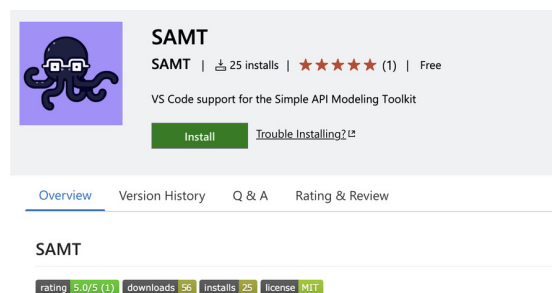 SAMT
SAMT | 25 installs | ★★★★★ (1) | Free
VS Code support for the Simple API Modeling Toolkit
Install Trouble Installing?
Overview Version History Q & A Rating & Review
SAMT
rating 5.0/5 (1) downloads 56 installs 25 license MIT